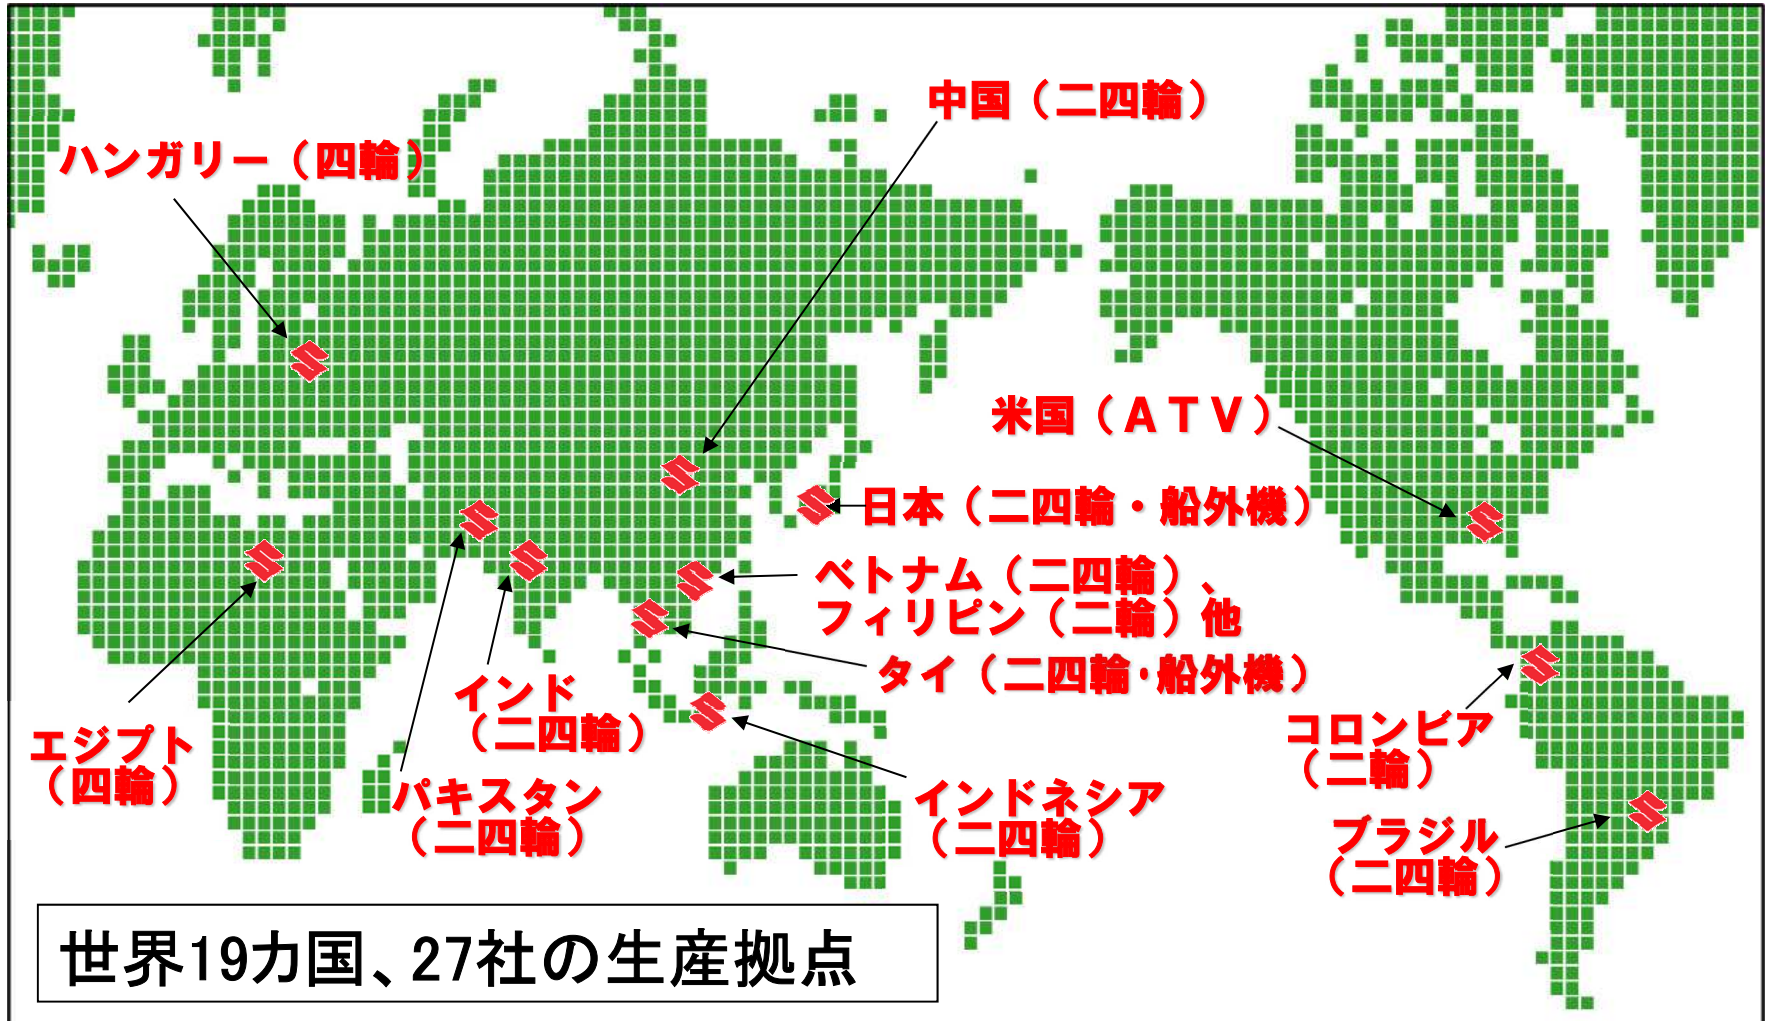 中国（二四輪）
ハンガリー（四輪）
米国（ＡＴＶ）
日本（二四輪・船外機）
ベトナム（二四輪）、
フィリピン（二輪）他
タイ（二四輪･船外機）
インド
（二四輪）
コロンビア
（二輪）
エジプト
（四輪）
パキスタン
（二四輪）
インドネシア
（二四輪）
ブラジル
（二四輪）
世界19カ国、27社の生産拠点